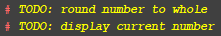 # TODO: round number to whole
# TODO: display current number